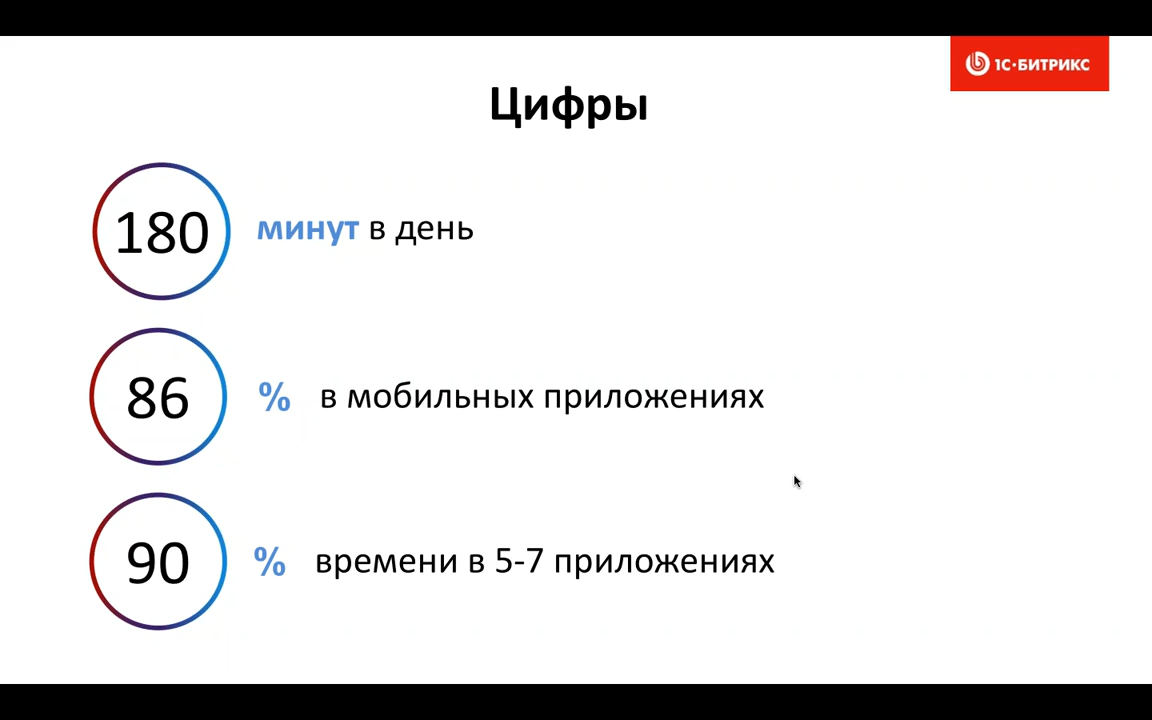 1С·БИТРИКС
Цифры
180 минут в день
86 % в мобильных приложениях
90 % времени в 5-7 приложениях